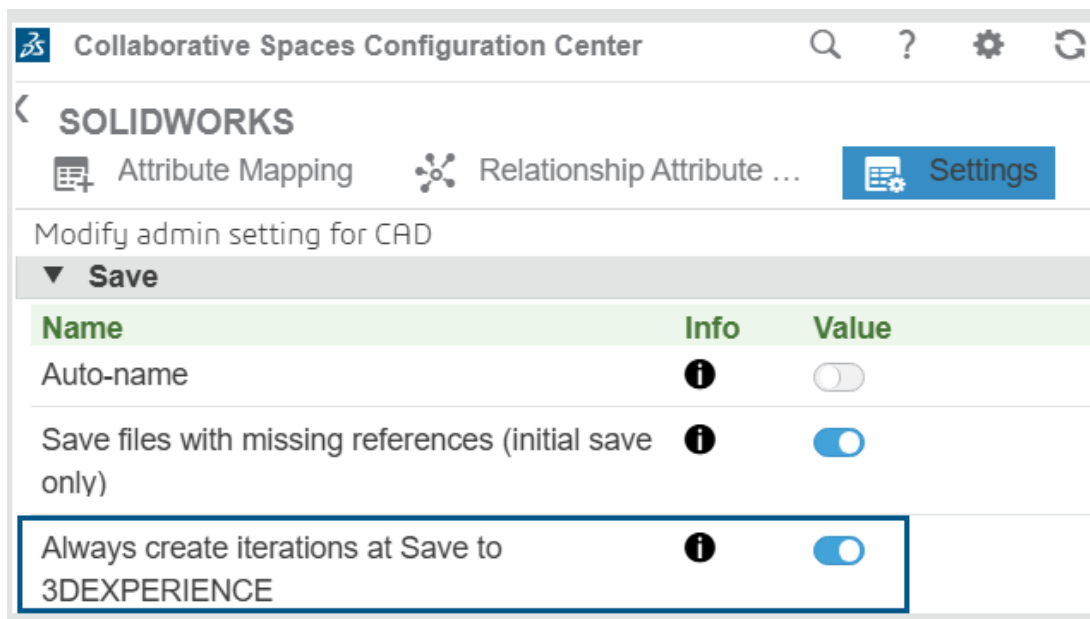 Collaborative Spaces Configuration Center ?
SOLIDWORKS
Attribute Mapping Relationship Attribute ... Settings
Modify admin setting for CAD
Save
Name Info Value
Auto-name
Save files with missing references (initial save
only)
Always create iterations at Save to
3DEXPERIENCE